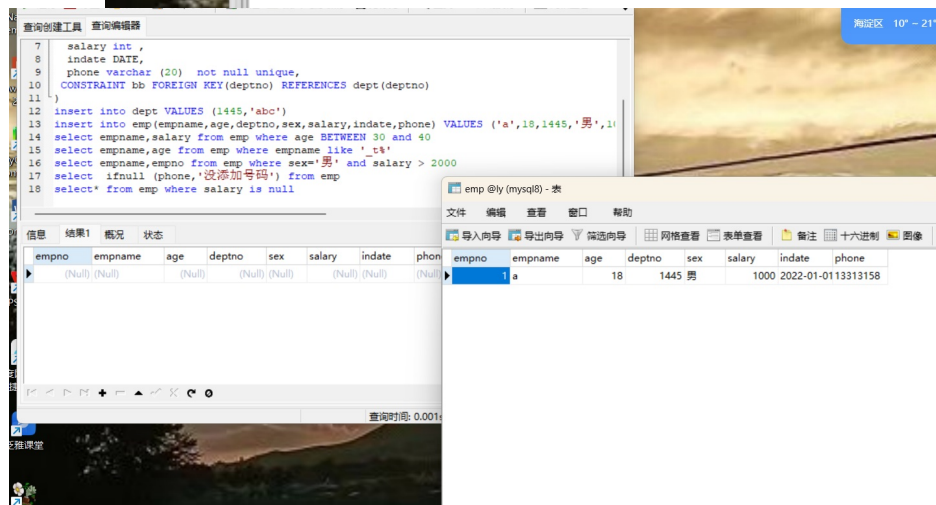 查询创建工具 查询编辑器
海淀区 10° ~ 21°
7 salary int ,
8 indate DATE,
9 phone varchar (20) not null unique,
10 CONSTRAINT bb FOREIGN KEY(deptno) REFERENCES dept(deptno)
11 )
12 insert into dept VALUES (1445,'abc')
13 insert into emp(empname,age,deptno,sex,salary,indate,phone) VALUES ('a',18,1445,'男',10
14 select empname,salary from emp where age BETWEEN 30 and 40
15 select empname,age from emp where empname like '_t%'
16 select empname,empno from emp where sex='男' and salary > 2000
17 select ifnull (phone,'没添加号码') from emp
18 select* from emp where salary is null
信息 结果1 概况 状态
empno empname age deptno sex salary indate phon
(Null) (Null) (Null) (Null) (Null) (Null) (Null) (Null)
查询时间: 0.001s
emp @ly (mysql8) - 表
文件 编辑 查看 窗口 帮助
导入向导 导出向导 筛选向导 网格查看 表单查看 备注 十六进制 图像
empno empname age deptno sex salary indate phone
1 a 18 1445 男 1000 2022-01-01 13313158
雅课堂